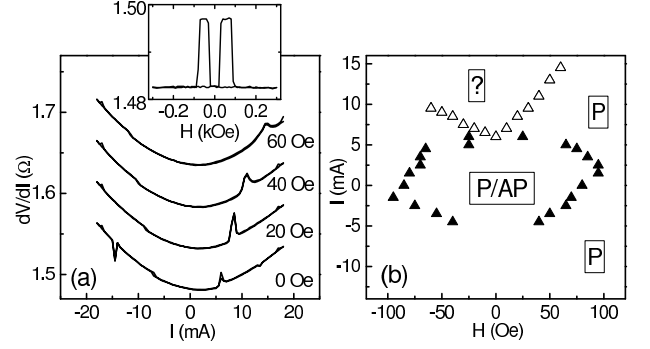 1.50
1.48
-0.2 0.0 0.2
H (kOe)
1.7
1.6
1.5
dV/dI (Ω)
60 Oe
40 Oe
20 Oe
0 Oe
(a)
-20 -10 0 10 20
I (mA)
15
10
5
0
-5
-10
I (mA)
?
P
P/AP
P
(b)
-100 -50 0 50 100
H (Oe)